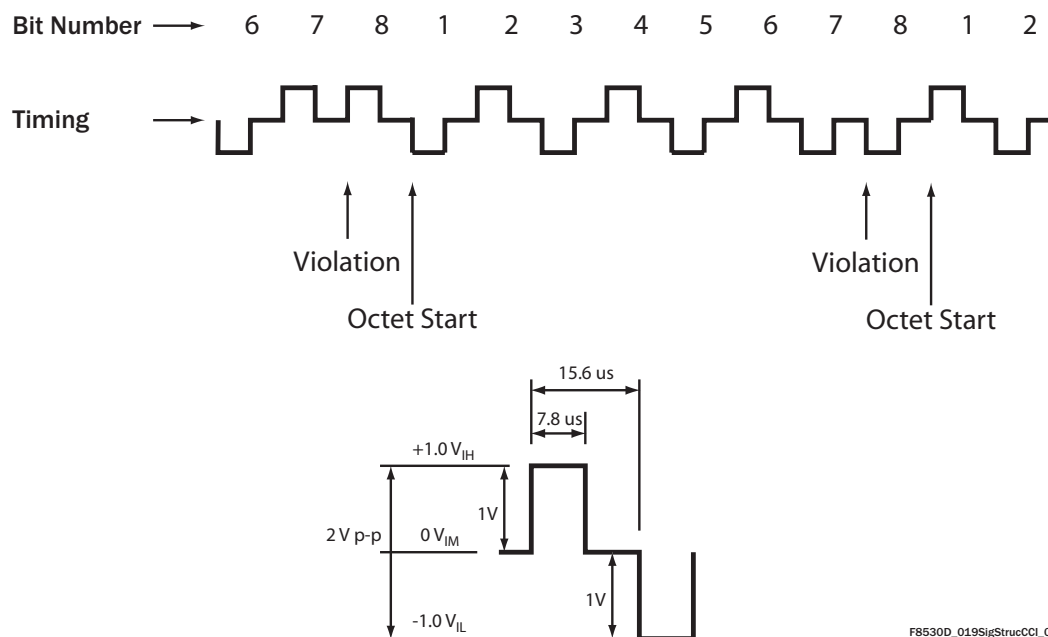 Bit Number 6 7 8 1 2 3 4 5 6 7 8 1 2
Timing
Violation Violation
Octet Start Octet Start
15.6 us
7.8 us
+1.0 VIH
1V
2 V p-p 0 VIM
1V
-1.0 VIL